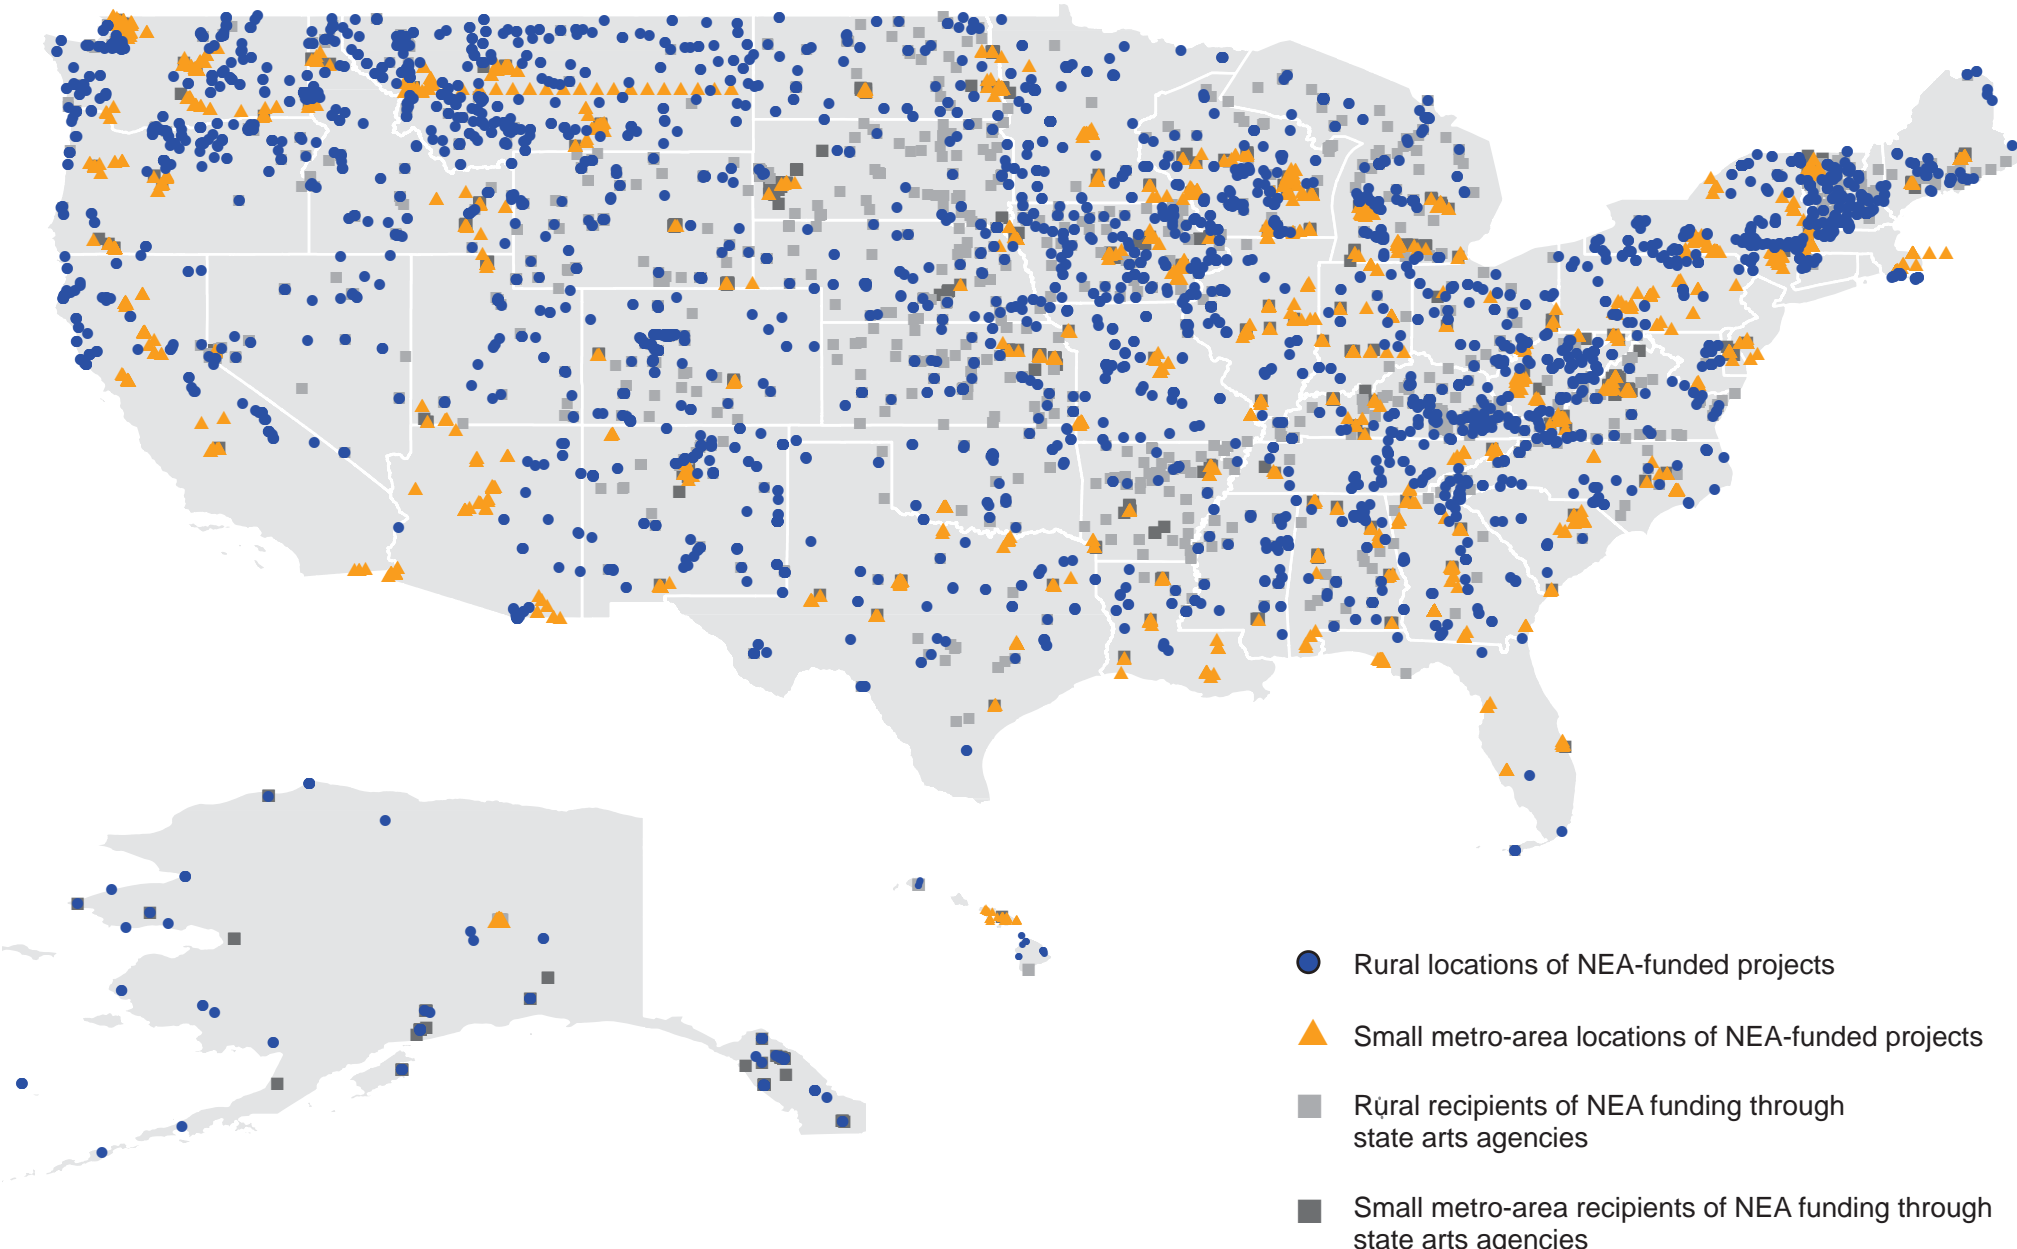 Rural locations of NEA-funded projects
Small metro-area locations of NEA-funded projects
Rural recipients of NEA funding through
state arts agencies
Small metro-area recipients of NEA funding through
state arts agencies